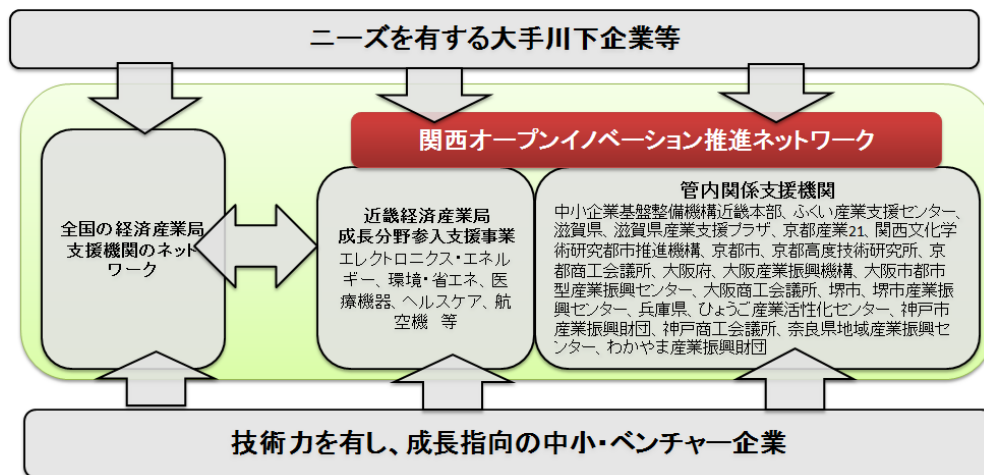 ニーズを有する大手川下企業等
関西オープンイノベーション推進ネットワーク
全国の経済産業局
支援機関のネット
ワーク
近畿経済産業局
成長分野参入支援事業
エレクトロニクス・エネル
ギー、環境・省エネ、医
療機器、ヘルスケア、航
空機　等
管内関係支援機関
中小企業基盤整備機構近畿本部、ふくい産業支援センター、
滋賀県、滋賀県産業支援プラザ、京都産業21、関西文化学
術研究都市推進機構、京都市、京都高度技術研究所、京
都商工会議所、大阪府、大阪産業振興機構、大阪市都市
型産業振興センター、大阪商工会議所、堺市、堺市産業振
興センター、兵庫県、ひょうご産業活性化センター、神戸市
産業振興財団、神戸商工会議所、奈良県地域産業振興セ
ンター、わかやま産業振興財団
技術力を有し、成長指向の中小・ベンチャー企業